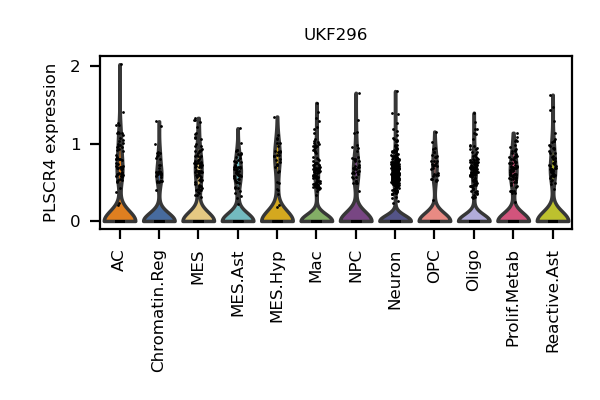 UKF296
PLSCR4 expression
2
1
0
AC
Chromatin.Reg
MES
MES.Ast
MES.Hyp
Mac
NPC
Neuron
OPC
Oligo
Prolif.Metab
Reactive.Ast